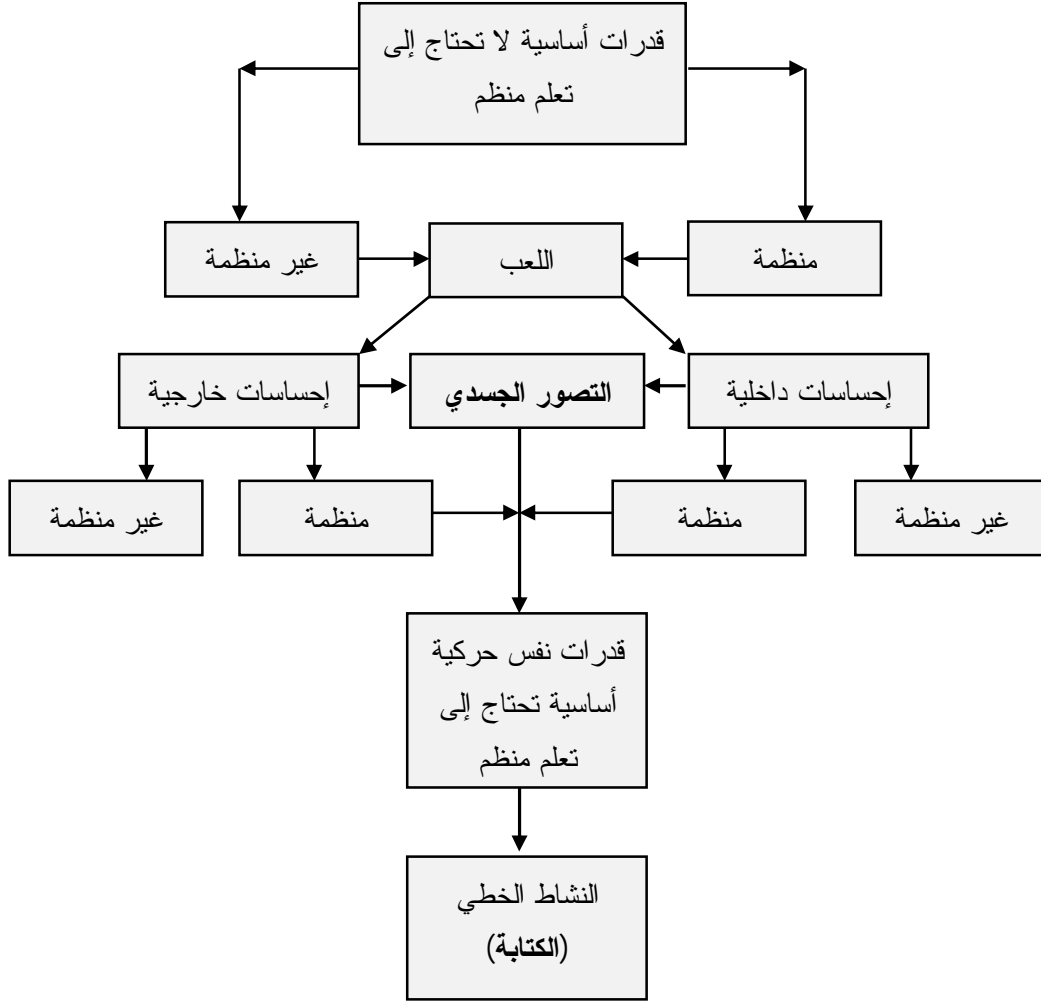 قدرات أساسية لا تحتاج إلى
تعلم منظم
منظمة
اللعب
غير منظمة
إحساسات داخلية
التصور الجسدي
إحساسات خارجية
غير منظمة
منظمة
منظمة
غير منظمة
قدرات نفس حركية
أساسية تحتاج إلى
تعلم منظم
النشاط الخطي
(الكتابة)